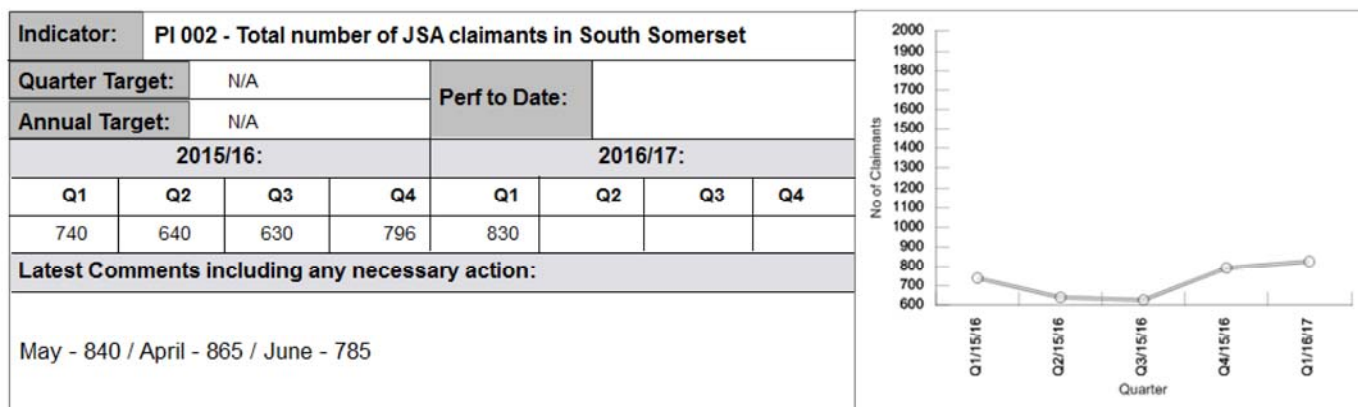 Indicator: PI 002 - Total number of JSA claimants in South Somerset
Quarter Target: N/A
Perf to Date:
Annual Target: N/A
2015/16: 2016/17:
Q1 Q2 Q3 Q4 Q1 Q2 Q3 Q4
740 640 630 796 830
Latest Comments including any necessary action:
May - 840 / April - 865 / June - 785
No of Claimants
2000
1900
1800
1700
1600
1500
1400
1300
1200
1100
1000
900
800
700
600
Q1/15/16
Q2/15/16
Q3/15/16
Q4/15/16
Q1/16/17
Quarter